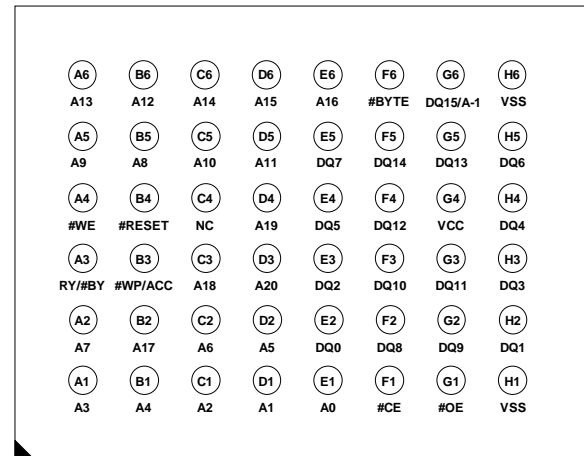 A6 B6 C6 D6 E6 F6 G6 H6
A13 A12 A14 A15 A16 #BYTE DQ15/A-1 VSS
A5 B5 C5 D5 E5 F5 G5 H5
A9 A8 A10 A11 DQ7 DQ14 DQ13 DQ6
A4 B4 C4 D4 E4 F4 G4 H4
#WE #RESET NC A19 DQ5 DQ12 VCC DQ4
A3 B3 C3 D3 E3 F3 G3 H3
RY/#BY #WP/ACC A18 A20 DQ2 DQ10 DQ11 DQ3
A2 B2 C2 D2 E2 F2 G2 H2
A7 A17 A6 A5 DQ0 DQ8 DQ9 DQ1
A1 B1 C1 D1 E1 F1 G1 H1
A3 A4 A2 A1 A0 #CE #OE VSS